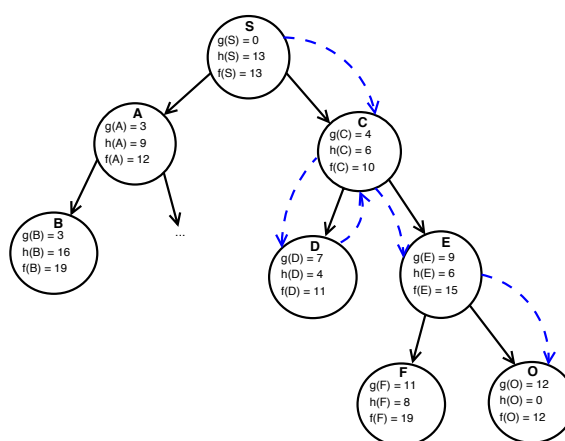 S
g(S) = 0
h(S) = 13
f(S) = 13
A
g(A) = 3
h(A) = 9
f(A) = 12
C
g(C) = 4
h(C) = 6
f(C) = 10
B
g(B) = 3
h(B) = 16
f(B) = 19
...
D
g(D) = 7
h(D) = 4
f(D) = 11
E
g(E) = 9
h(E) = 6
f(E) = 15
F
g(F) = 11
h(F) = 8
f(F) = 19
O
g(O) = 12
h(O) = 0
f(O) = 12